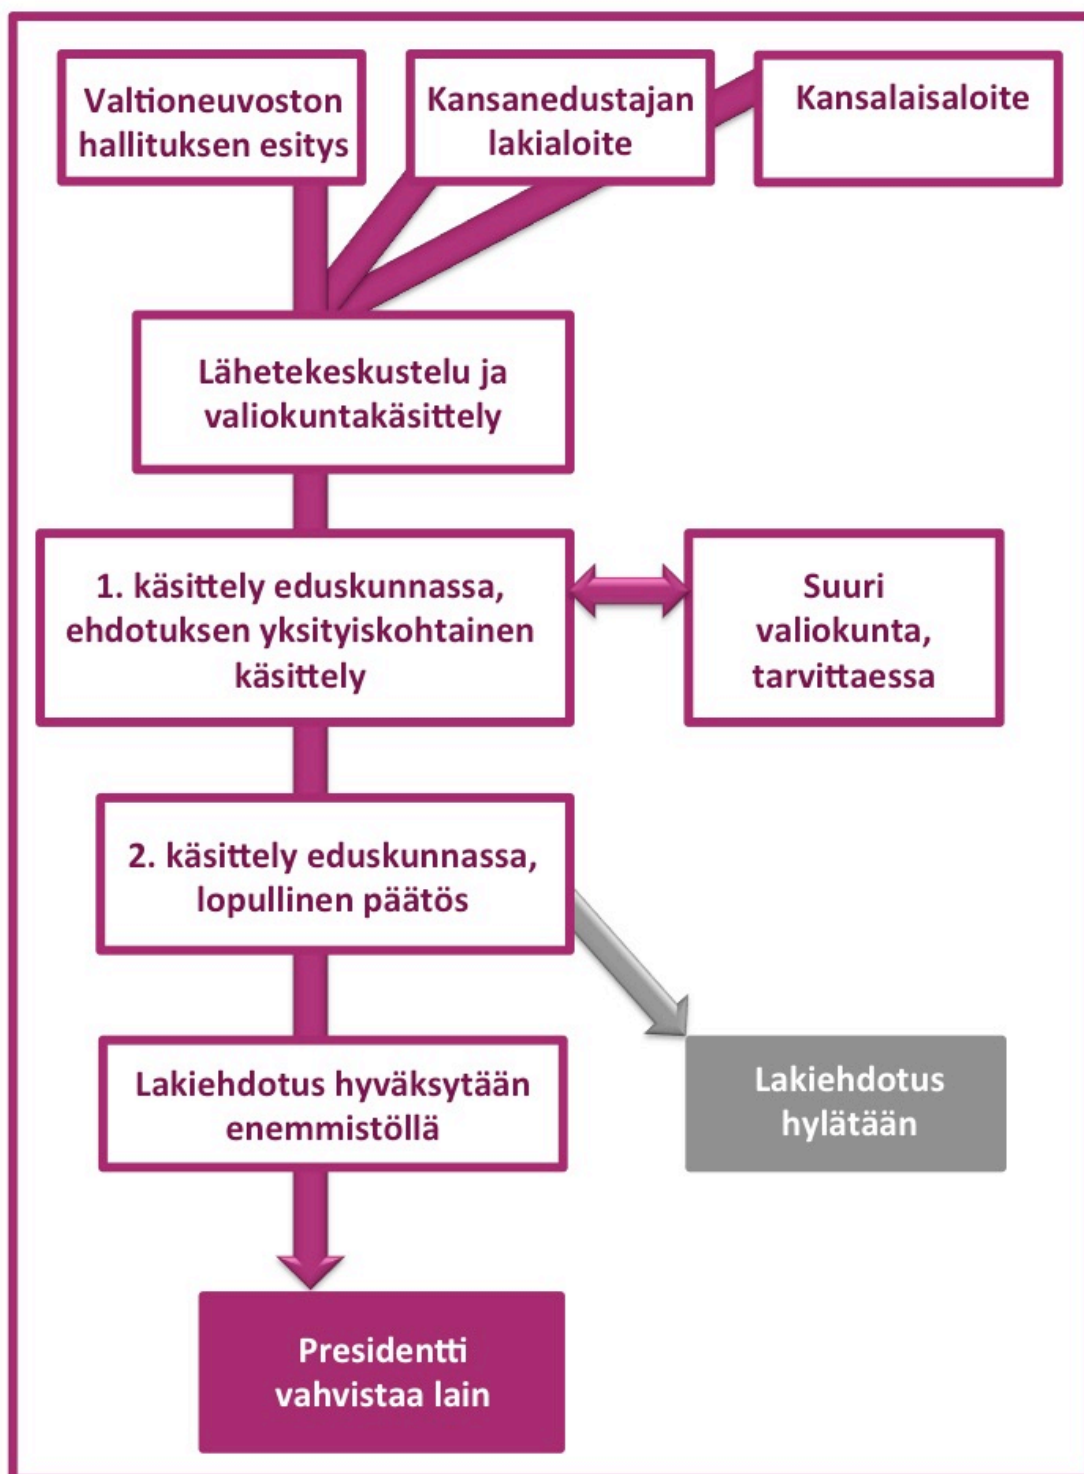 Valtioneuvoston
hallituksen esitys
Kansanedustajan
lakialoite
Kansalaisaloite
Lähetekeskustelu ja
valiokuntakäsittely
1. käsittely eduskunnassa,
ehdotuksen yksityiskohtainen
käsittely
Suuri
valiokunta,
tarvittaessa
2. käsittely eduskunnassa,
lopullinen päätös
Lakiehdotus hyväksytään
enemmistöllä
Lakiehdotus
hylätään
Presidentti
vahvistaa lain